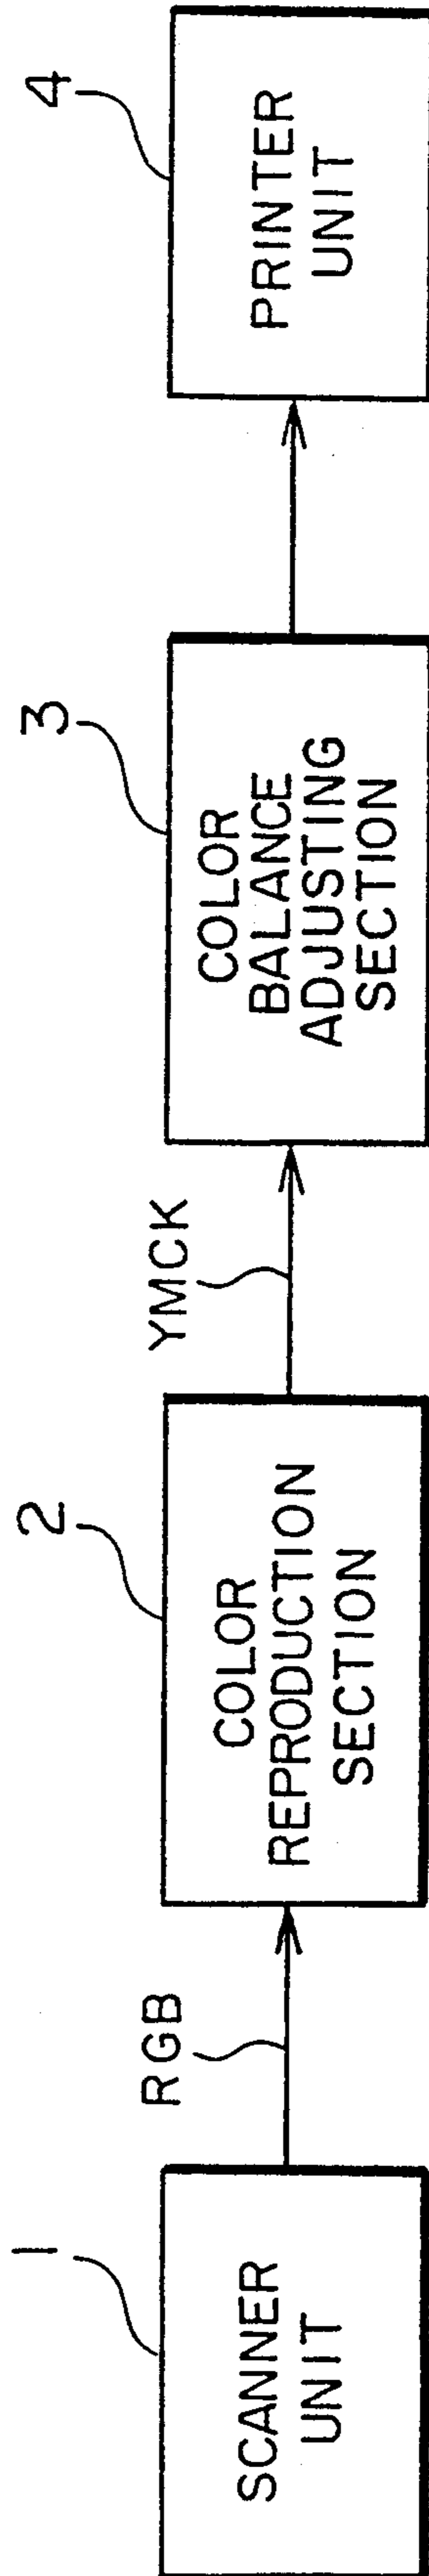 1
SCANNER
UNIT
RGB
2
COLOR
REPRODUCTION
SECTION
YMCK
3
COLOR
BALANCE
ADJUSTING
SECTION
4
PRINTER
UNIT